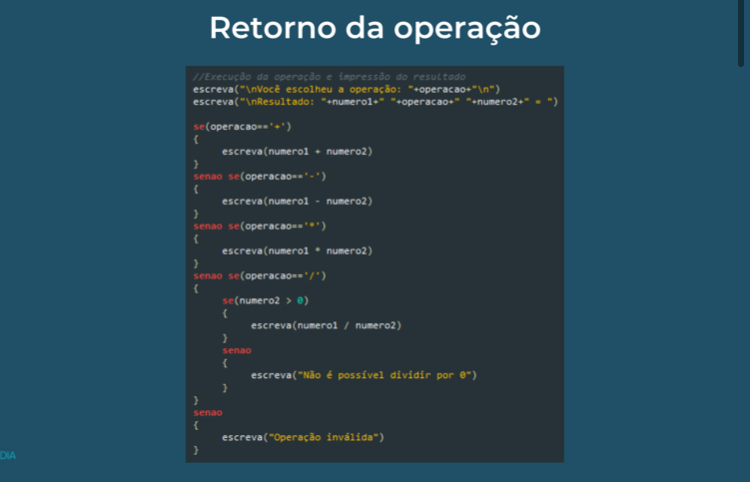 Retorno da operação
//Execução da operação e impressão do resultado
escreva("\nVocê escolheu a operação: "+operacao+"\n")
escreva("\nResultado: "+numero1+" "+operacao+" "+numero2+" = ")
se(operacao=='+')
{
escreva(numero1 + numero2)
}
senao se(operacao=='-')
{
escreva(numero1 - numero2)
}
senao se(operacao=='*')
{
escreva(numero1 * numero2)
}
senao se(operacao=='/')
{
se(numero2 > 0)
{
escreva(numero1 / numero2)
}
senao
{
escreva("Não é possível dividir por 0")
}
}
senao
{
escreva("Operação inválida")
}
DIA